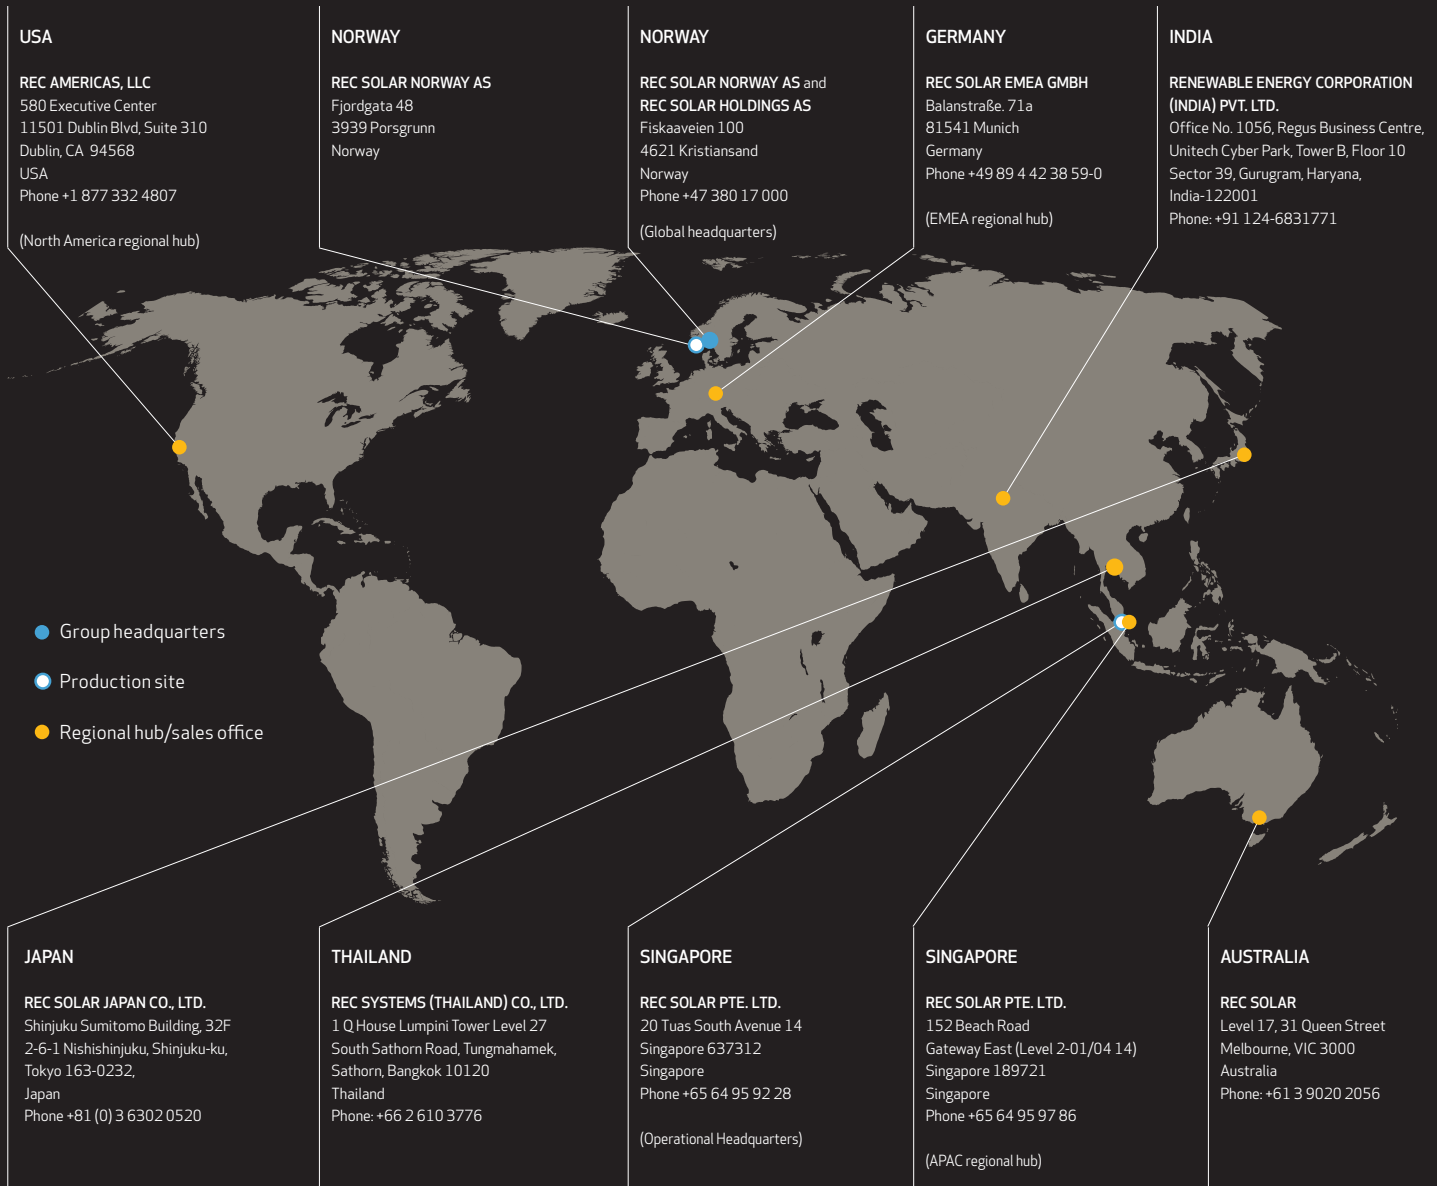 USA
REC AMERICAS, LLC
580 Executive Center
11501 Dublin Blvd, Suite 310
Dublin, CA  94568
USA
Phone +1 877 332 4807
(North America regional hub)
NORWAY
REC SOLAR NORWAY AS
Fjordgata 48
3939 Porsgrunn
Norway
NORWAY
REC SOLAR NORWAY AS and
REC SOLAR HOLDINGS AS
Fiskaaveien 100
4621 Kristiansand
Norway
Phone +47 380 17 000
(Global headquarters)
GERMANY
REC SOLAR EMEA GMBH
Balanstraße. 71a
81541 Munich
Germany
Phone +49 89 4 42 38 59-0
(EMEA regional hub)
INDIA
RENEWABLE ENERGY CORPORATION
(INDIA) PVT. LTD.
Office No. 1056, Regus Business Centre,
Unitech Cyber Park, Tower B, Floor 10
Sector 39, Gurugram, Haryana,
India-122001
Phone: +91 124-6831771
Group headquarters
Production site
Regional hub/sales office
JAPAN
REC SOLAR JAPAN CO., LTD.
Shinjuku Sumitomo Building, 32F
2-6-1 Nishishinjuku, Shinjuku-ku,
Tokyo 163-0232,
Japan
Phone +81 (0) 3 6302 0520
THAILAND
REC SYSTEMS (THAILAND) CO., LTD.
1 Q House Lumpini Tower Level 27
South Sathorn Road, Tungmahamek,
Sathorn, Bangkok 10120
Thailand
Phone: +66 2 610 3776
SINGAPORE
REC SOLAR PTE. LTD.
20 Tuas South Avenue 14
Singapore 637312
Singapore
Phone +65 64 95 92 28
(Operational Headquarters)
SINGAPORE
REC SOLAR PTE. LTD.
152 Beach Road
Gateway East (Level 2-01/04 14)
Singapore 189721
Singapore
Phone +65 64 95 97 86
(APAC regional hub)
AUSTRALIA
REC SOLAR
Level 17, 31 Queen Street
Melbourne, VIC 3000
Australia
Phone: +61 3 9020 2056